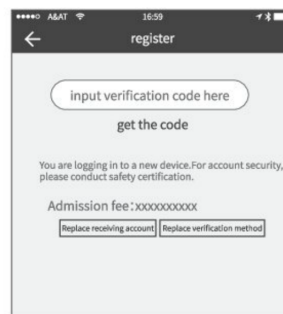 A&AT 16:59
register
input verification code here
get the code
You are logging in to a new device.For account security,
please conduct safety certification.
Admission fee:xxxxxxxxxx
Replace receiving account Replace verification method